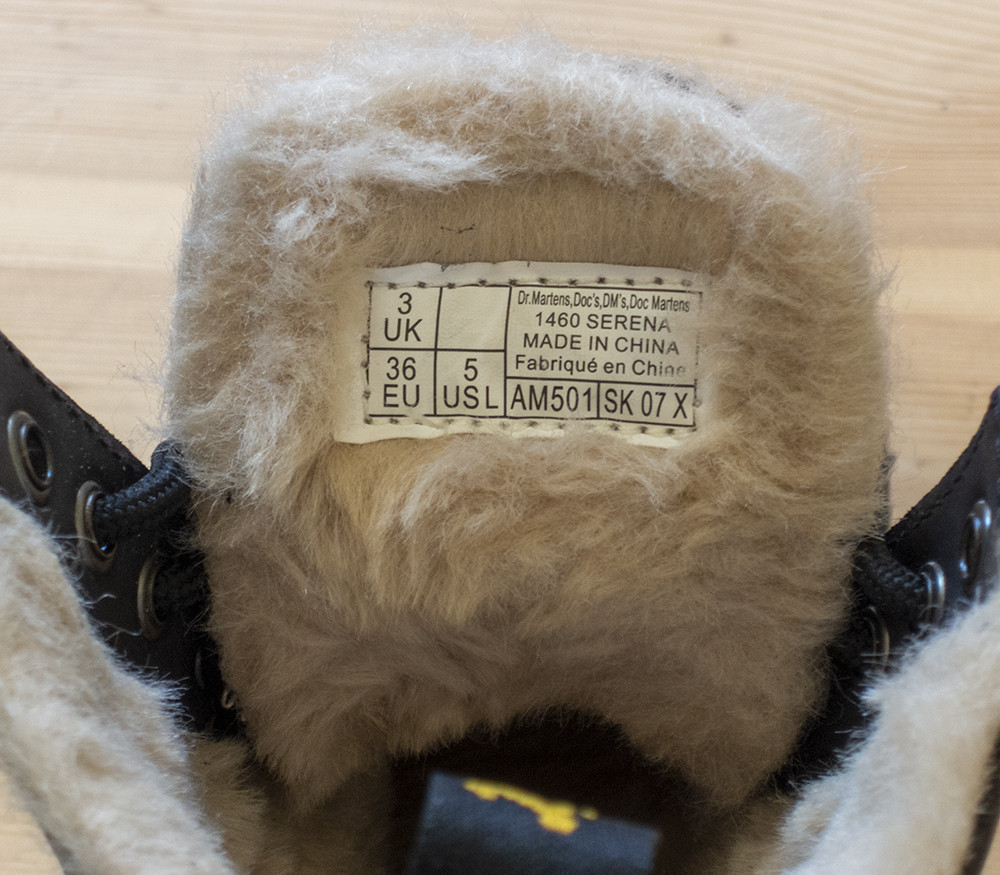 3
UK
36
EU
5
US L
Dr.Martens,Doc's,DM's,Doc Martens
1460 SERENA
MADE IN CHINA
Fabriqué en Chine
AM501
SK 07 X